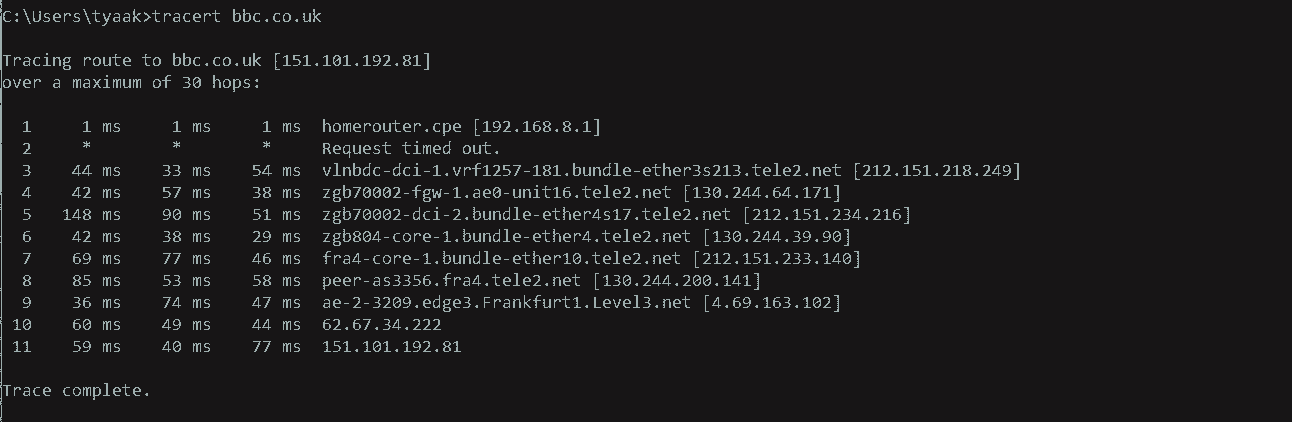 C:\Users\tyaak>tracert bbc.co.uk
Tracing route to bbc.co.uk [151.101.192.81]
over a maximum of 30 hops:
1 1 ms 1 ms 1 ms homerouter.cpe [192.168.8.1]
2 * * * Request timed out.
3 44 ms 33 ms 54 ms vlnbdc-dci-1.vrf1257-181.bundle-ether3s213.tele2.net [212.151.218.249]
4 42 ms 57 ms 38 ms zgb70002-fgw-1.ae0-unit16.tele2.net [130.244.64.171]
5 148 ms 90 ms 51 ms zgb70002-dci-2.bundle-ether4s17.tele2.net [212.151.234.216]
6 42 ms 38 ms 29 ms zgb804-core-1.bundle-ether4.tele2.net [130.244.39.90]
7 69 ms 77 ms 46 ms fra4-core-1.bundle-ether10.tele2.net [212.151.233.140]
8 85 ms 53 ms 58 ms peer-as3356.fra4.tele2.net [130.244.200.141]
9 36 ms 74 ms 47 ms ae-2-3209.edge3.Frankfurt1.Level3.net [4.69.163.102]
10 60 ms 49 ms 44 ms 62.67.34.222
11 59 ms 40 ms 77 ms 151.101.192.81
Trace complete.